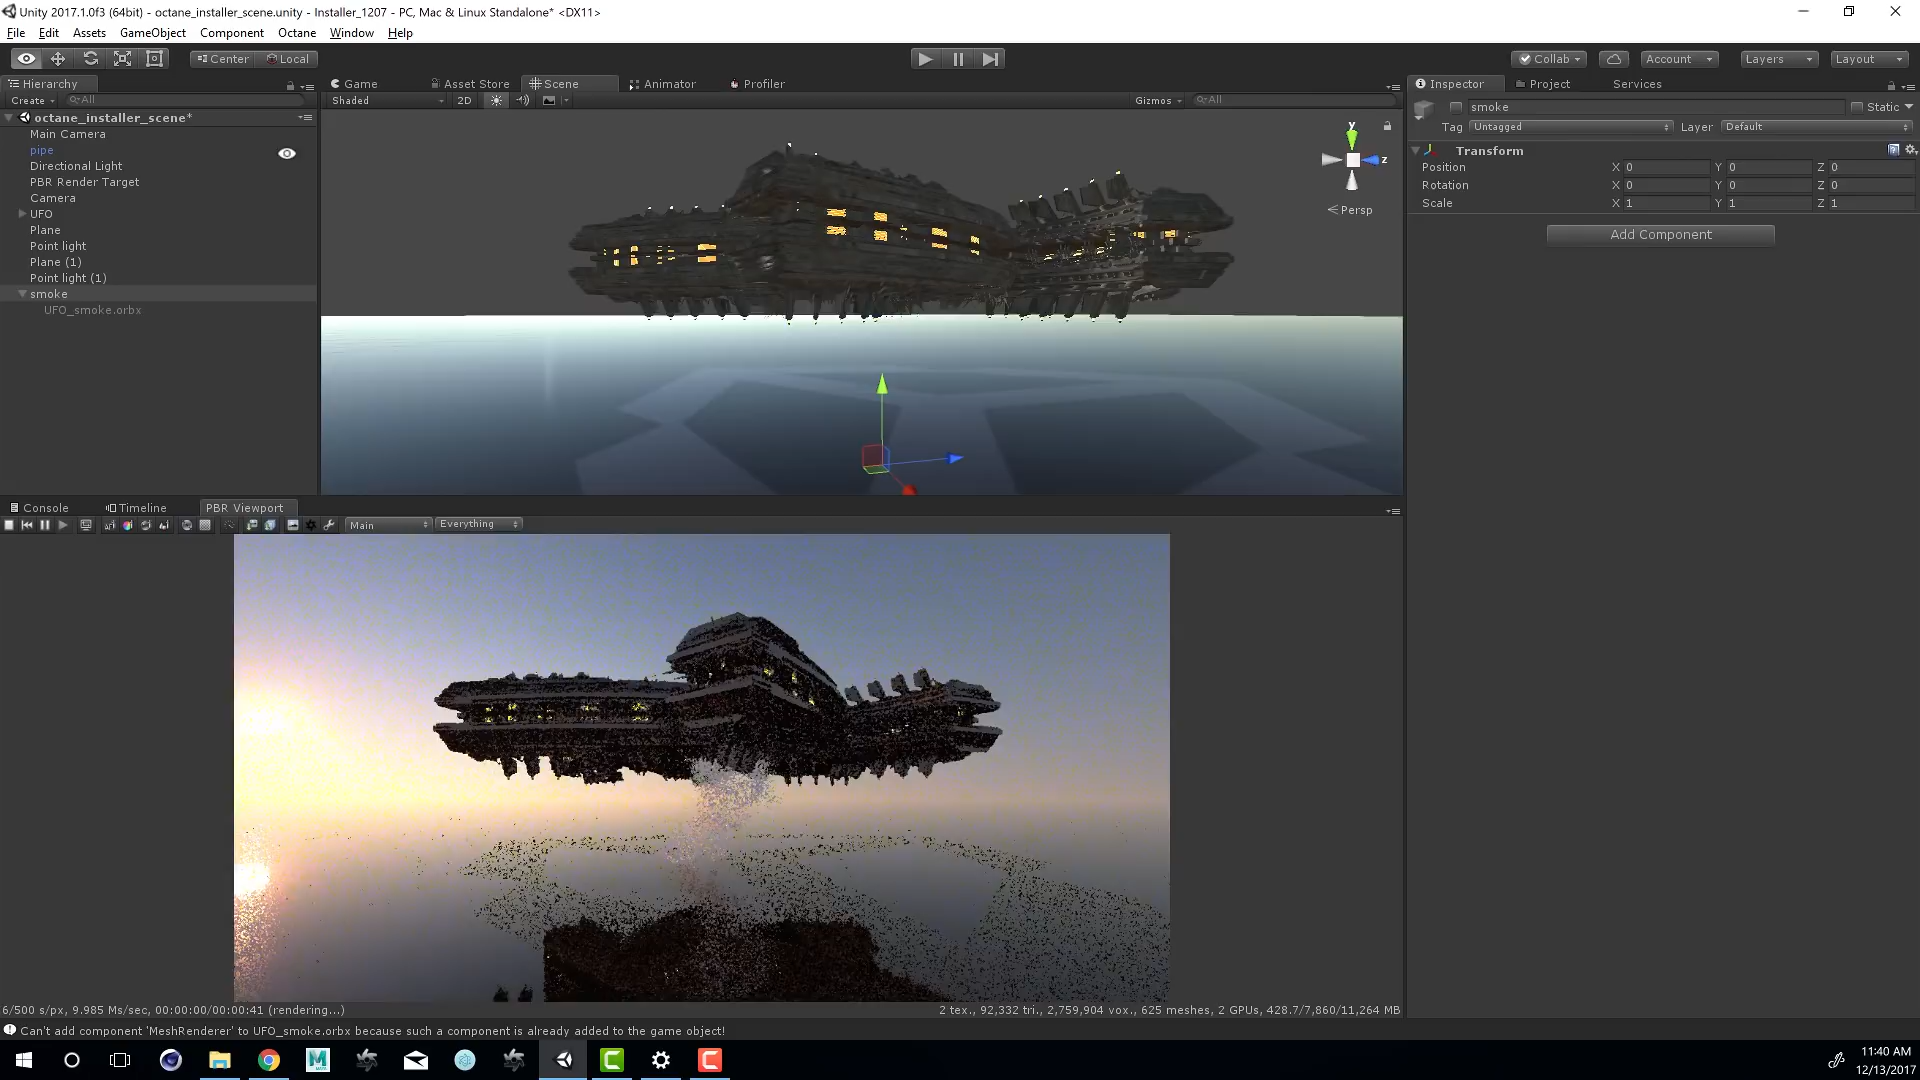 Unity 2017.1.0f3 (64bit) - octane_installer_scene.unity - Installer_1207 - PC, Mac & Linux Standalone* <DX11>
File Edit Assets GameObject Component Octane Window Help
Center Local Collab Account Layers Layout
Hierarchy Game Asset Store Scene Animator Profiler Inspector Project Services
Create All Shaded 2D Gizmos All
smoke Static
octane_installer_scene*
Tag Untagged Layer Default
Main Camera
pipe
Directional Light
PBR Render Target
Camera
UFO
Plane
Point light
Plane (1)
Point light (1)
smoke
UFO_smoke.orbx
y
z
Persp
Transform
Position X 0 Y 0 Z 0
Rotation X 0 Y 0 Z 0
Scale X 1 Y 1 Z 1
Add Component
Console Timeline PBR Viewport
Main Everything
6/500 s/px, 9.985 Ms/sec, 00:00:00/00:00:41 (rendering...)
2 tex., 92,332 tri., 2,759,904 vox., 625 meshes, 2 GPUs, 428.7/7,860/11,264 MB
Can't add component 'MeshRenderer' to UFO_smoke.orbx because such a component is already added to the game object!
11:40 AM
12/13/2017